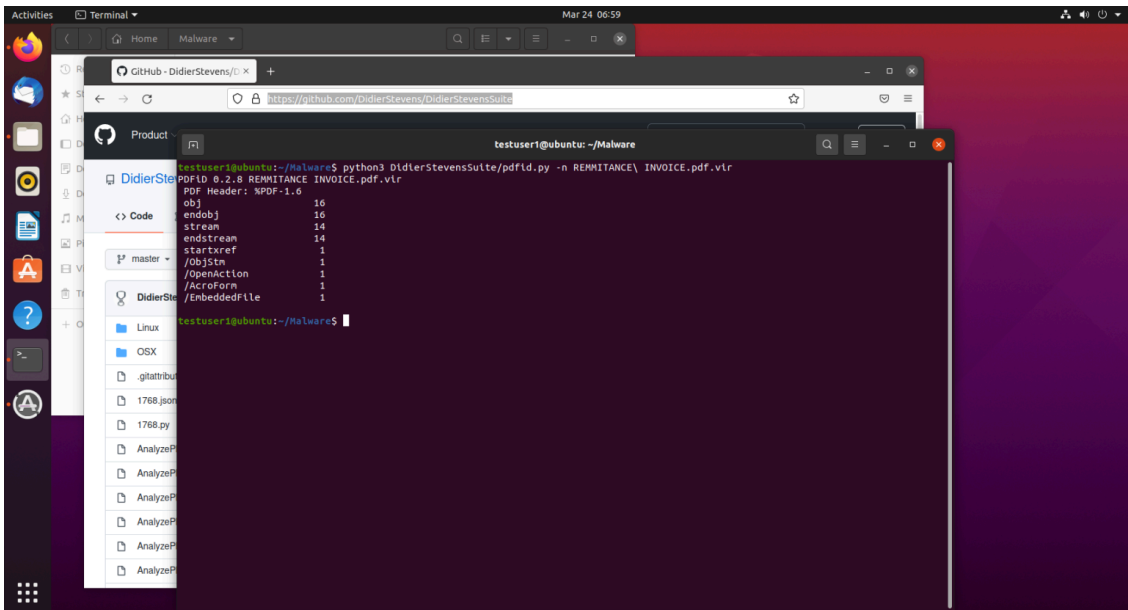 Activities
Terminal
Mar 24 06:59
Home
Malware
GitHub - DidierStevens/D
https://github.com/DidierStevens/DidierStevensSuite
Product
testuser1@ubuntu: ~/Malware
testuser1@ubuntu:~/Malware$ python3 DidierStevensSuite/pdfid.py -n REMMITANCE\ INVOICE.pdf.vir
PDFiD 0.2.8 REMMITANCE INVOICE.pdf.vir
PDF Header: %PDF-1.6
obj 16
endobj 16
stream 14
endstream 14
startxref 1
/ObjStm 1
/OpenAction 1
/AcroForm 1
/EmbeddedFile 1
testuser1@ubuntu:~/Malware$
DidierSte
Code
master
DidierSte
Linux
OSX
.gitattribut
1768.json
1768.py
AnalyzeP
AnalyzeP
AnalyzeP
AnalyzeP
AnalyzeP
AnalyzeP